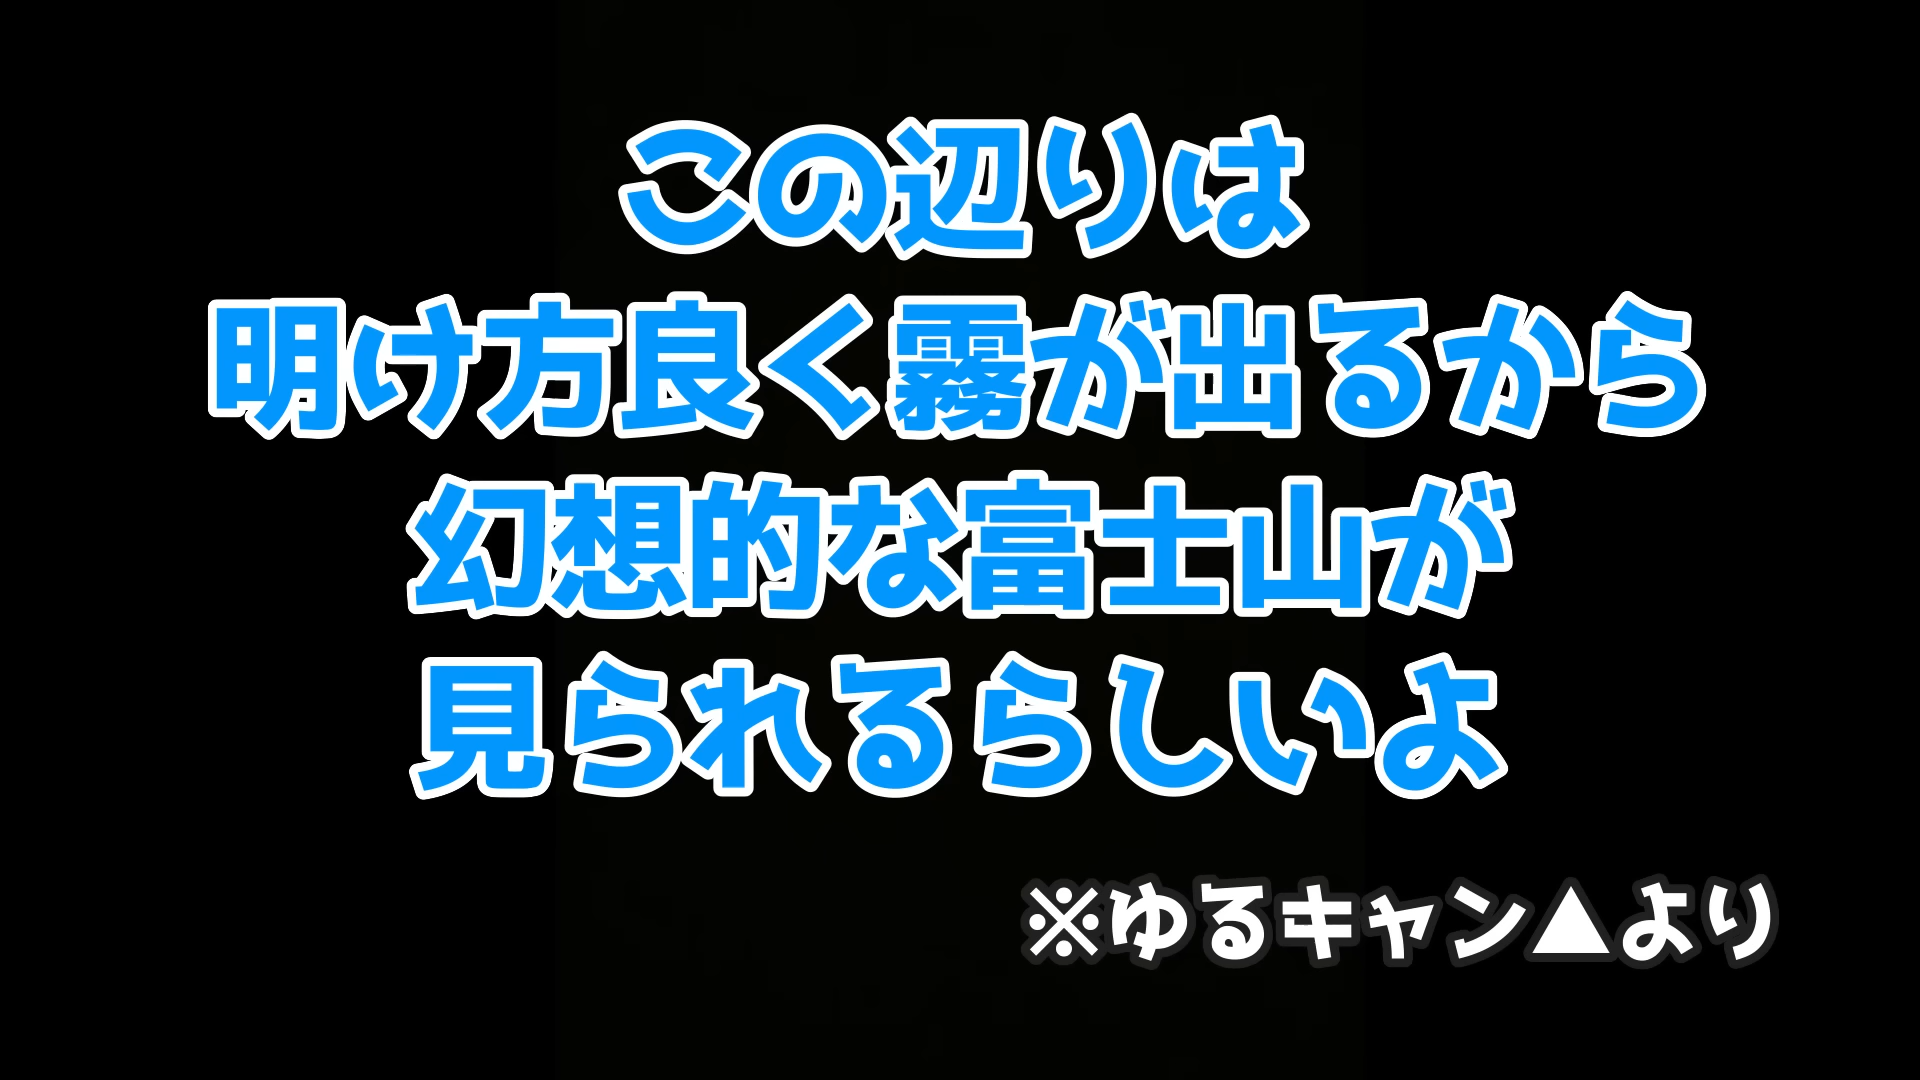 この辺りは
明け方良く霧が出るから
幻想的な富士山が
見られるらしいよ
※ゆるキャン▲より